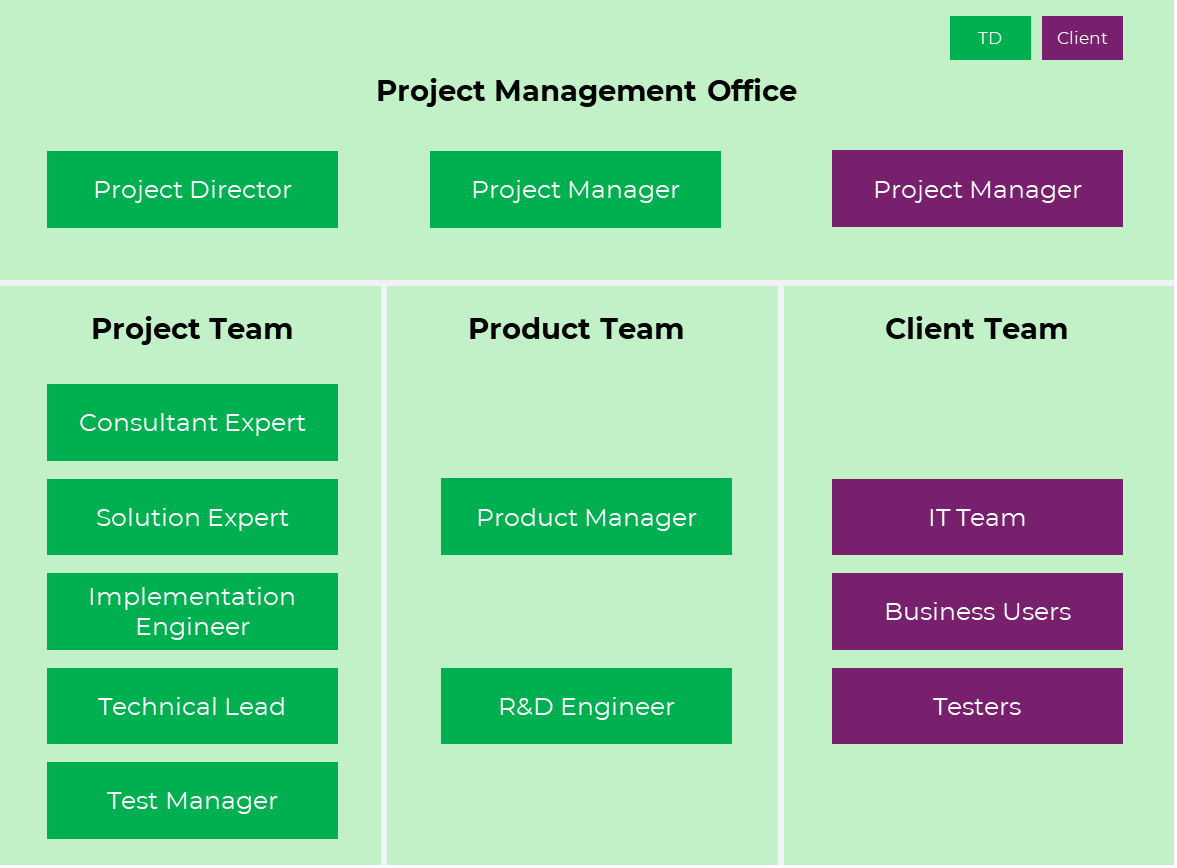 TD
Client
Project Management Office
Project Director
Project Manager
Project Manager
Project Team
Product Team
Client Team
Consultant Expert
Solution Expert
Implementation
Engineer
Technical Lead
Test Manager
Product Manager
R&D Engineer
IT Team
Business Users
Testers